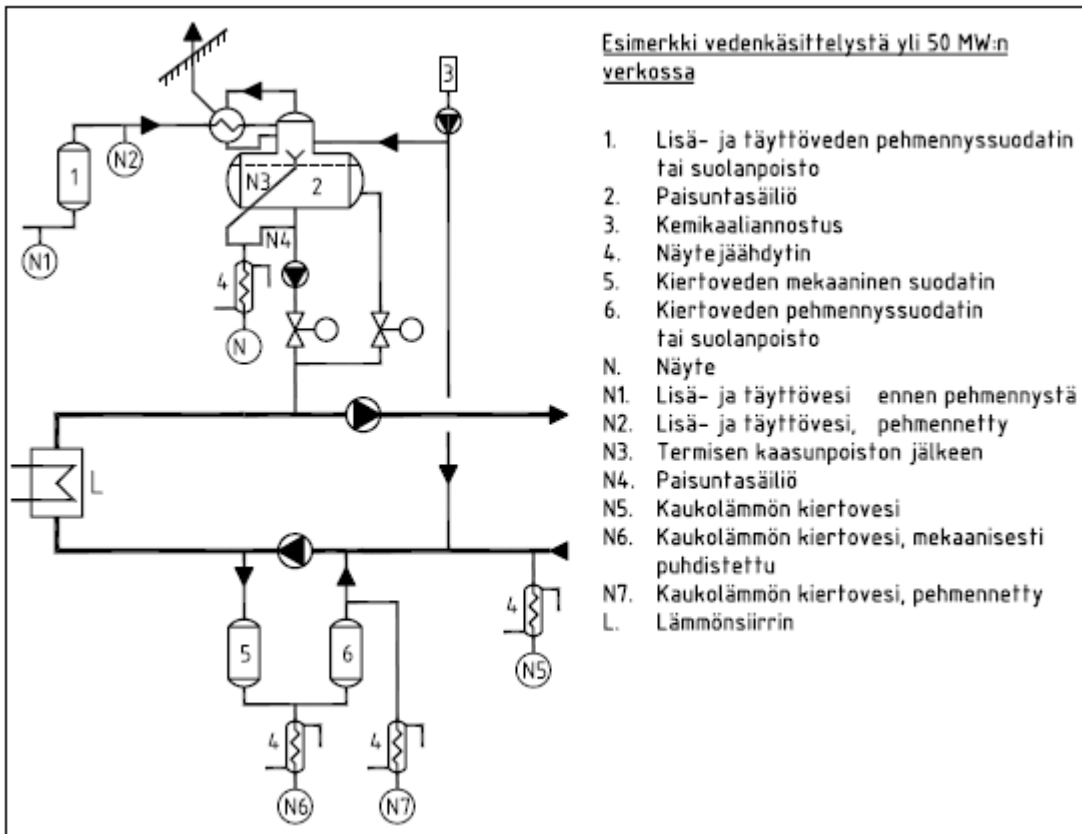 Esimerkki vedenkäsittelystä yli 50 MW:n
verkossa
1. Lisä- ja täyttöveden pehmennyssuodatin
tai suolanpoisto
2. Paisuntasäiliö
3. Kemikaaliannostus
4. Näytejäähdytin
5. Kiertoveden mekaaninen suodatin
6. Kiertoveden pehmennyssuodatin
tai suolanpoisto
N. Näyte
N1. Lisä- ja täyttövesi ennen pehmennystä
N2. Lisä- ja täyttövesi, pehmennetty
N3. Termisen kaasunpoiston jälkeen
N4. Paisuntasäiliö
N5. Kaukolämmön kiertovesi
N6. Kaukolämmön kiertovesi, mekaanisesti
puhdistettu
N7. Kaukolämmön kiertovesi, pehmennetty
L. Lämmönsiirrin
3
N2
1
N3
2
N1
N4
4
N
L
5
6
4
N5
4
4
N6
N7